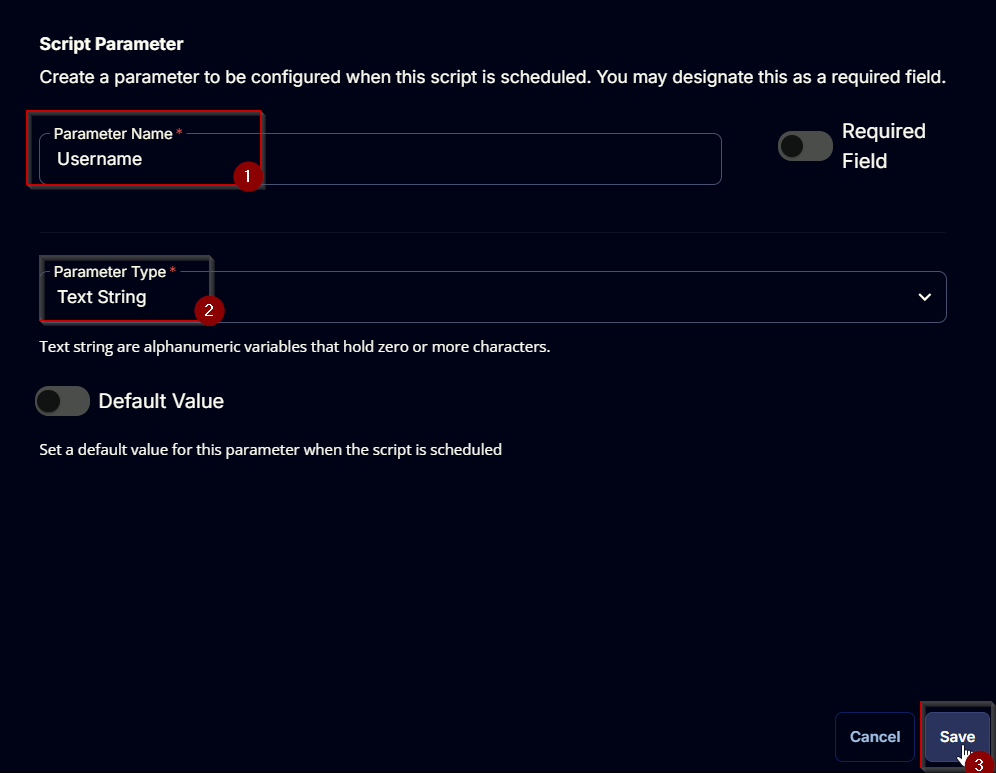 Script Parameter
Create a parameter to be configured when this script is scheduled. You may designate this as a required field.
Parameter Name *
Username
1
Required
Field
Parameter Type *
Text String
2
Text string are alphanumeric variables that hold zero or more characters.
Default Value
Set a default value for this parameter when the script is scheduled
Cancel
Save
3